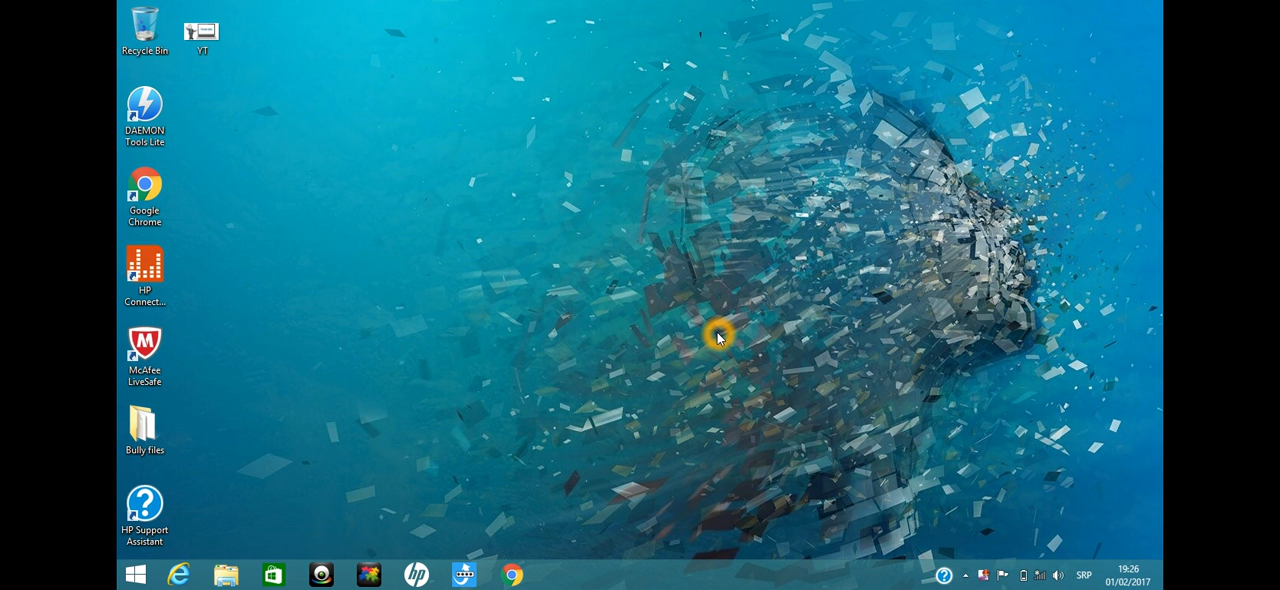 Recycle Bin
YT
DAEMON
Tools Lite
Google
Chrome
HP
Connect...
M
McAfee
LiveSafe
Bully files
?
HP Support
Assistant
hp
?
SRP
19:26
01/02/2017